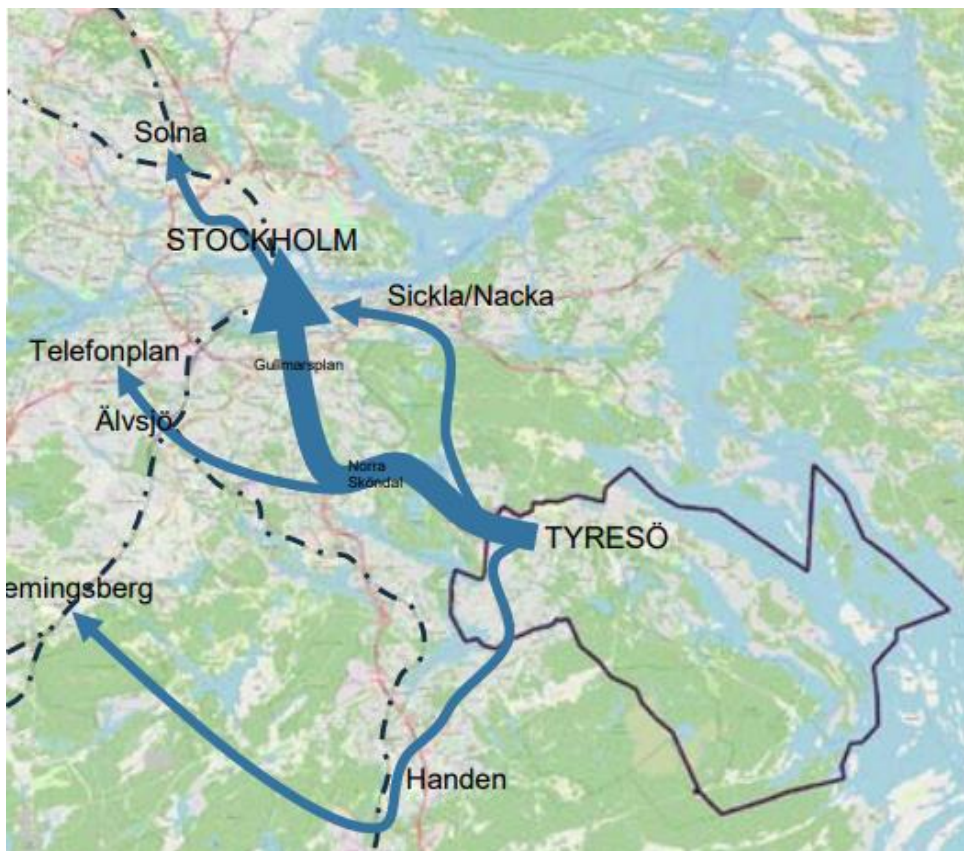 Solna
STOCKHOLM
Sickla/Nacka
Telefonplan
Gullmarsplan
Älvsjö
Norra
Sköndal
TYRESÖ
emingsberg
Handen